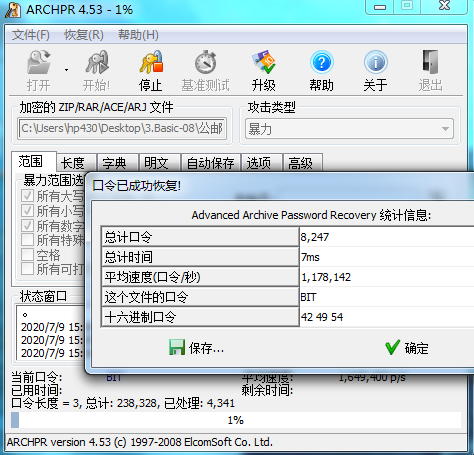 ARCHPR 4.53 - 1%
文件(F) 恢复(R) 帮助(H)
打开 开始! 停止 基准测试 升级 帮助 关于 退出
加密的 ZIP/RAR/ACE/ARJ 文件 攻击类型
C:\Users\hp430\Desktop\3.Basic-08\公邮 暴力
范围 长度 字典 明文 自动保存 选项 高级
暴力范围选
所有大写
所有小写
所有数字
所有特殊
空格
所有可打
口令已成功恢复!
Advanced Archive Password Recovery 统计信息:
总计口令 8,247
总计时间 7ms
平均速度(口令/秒) 1,178,142
这个文件的口令 BIT
十六进制口令 42 49 54
保存... 确定
状态窗口
。
2020/7/9 15:
2020/7/9 15:
2020/7/9 15:
当前口令: BIT 平均速度: 1,649,400 p/s
已用时间: 剩余时间:
口令长度 = 3, 总计: 238,328, 已处理: 4,341
1%
ARCHPR version 4.53 (c) 1997-2008 ElcomSoft Co. Ltd.